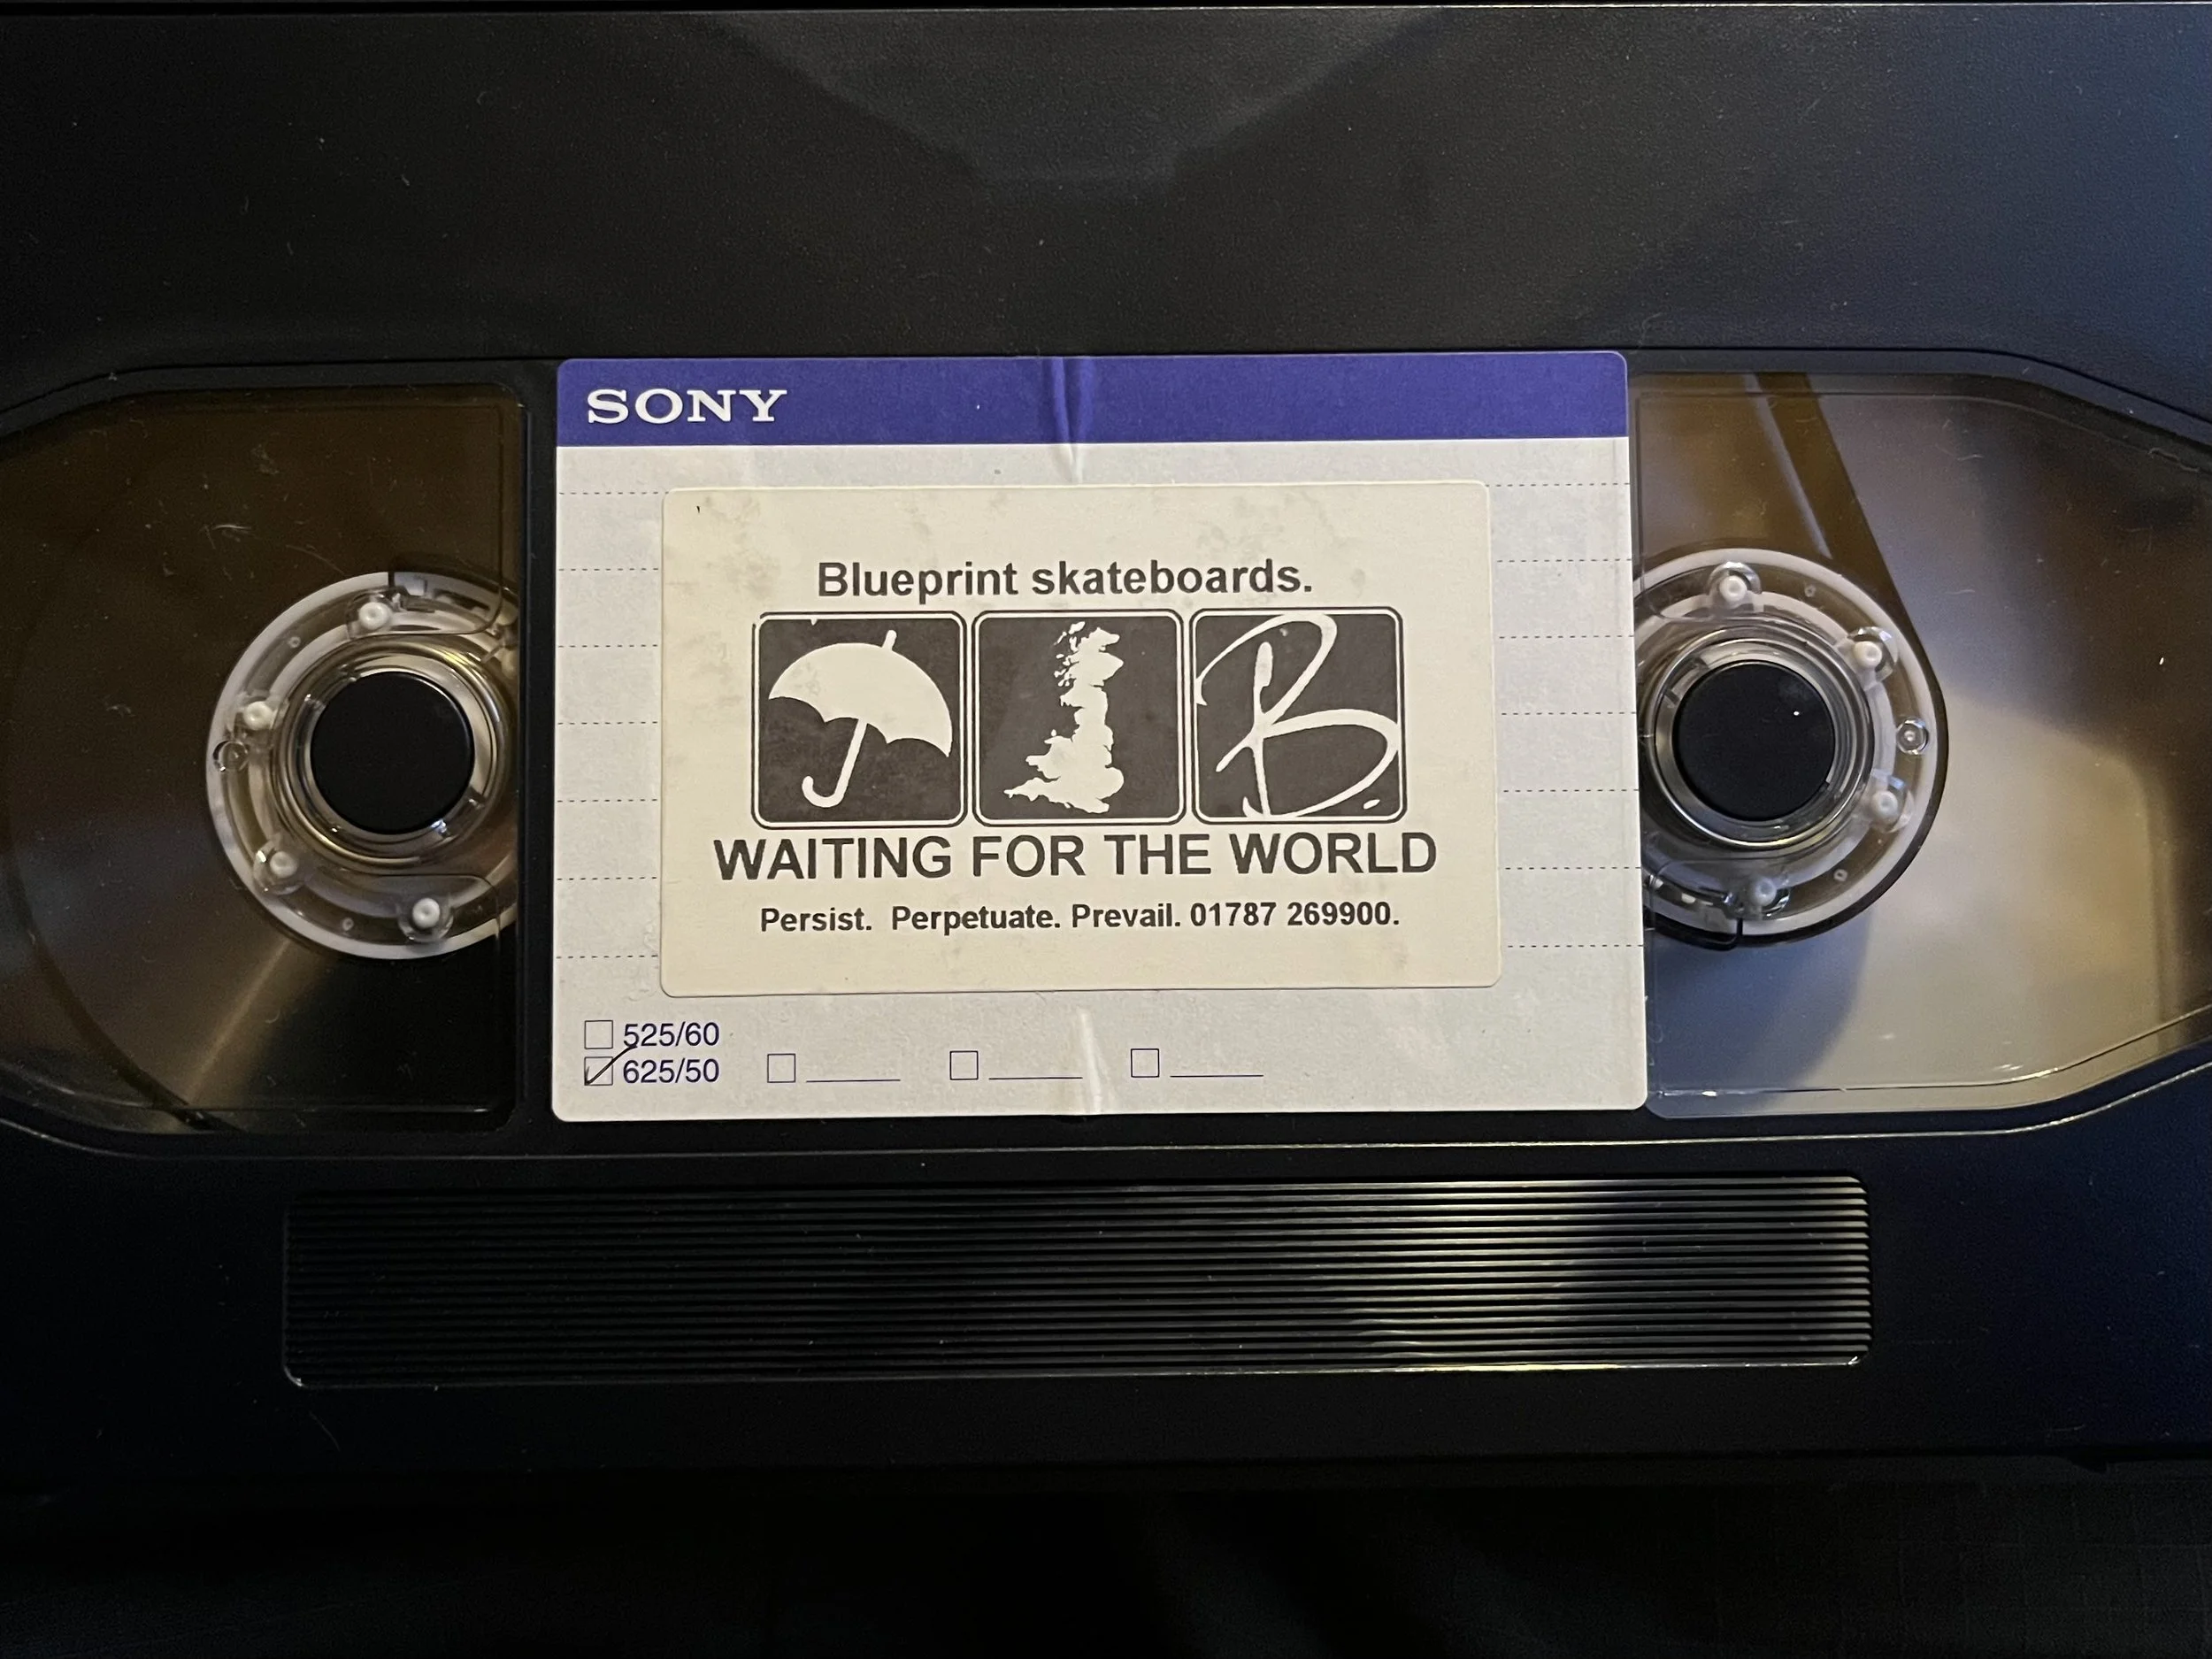 SONY
Blueprint skateboards.
B.
WAITING FOR THE WORLD
Persist. Perpetuate. Prevail. 01787 269900.
525/60
625/50